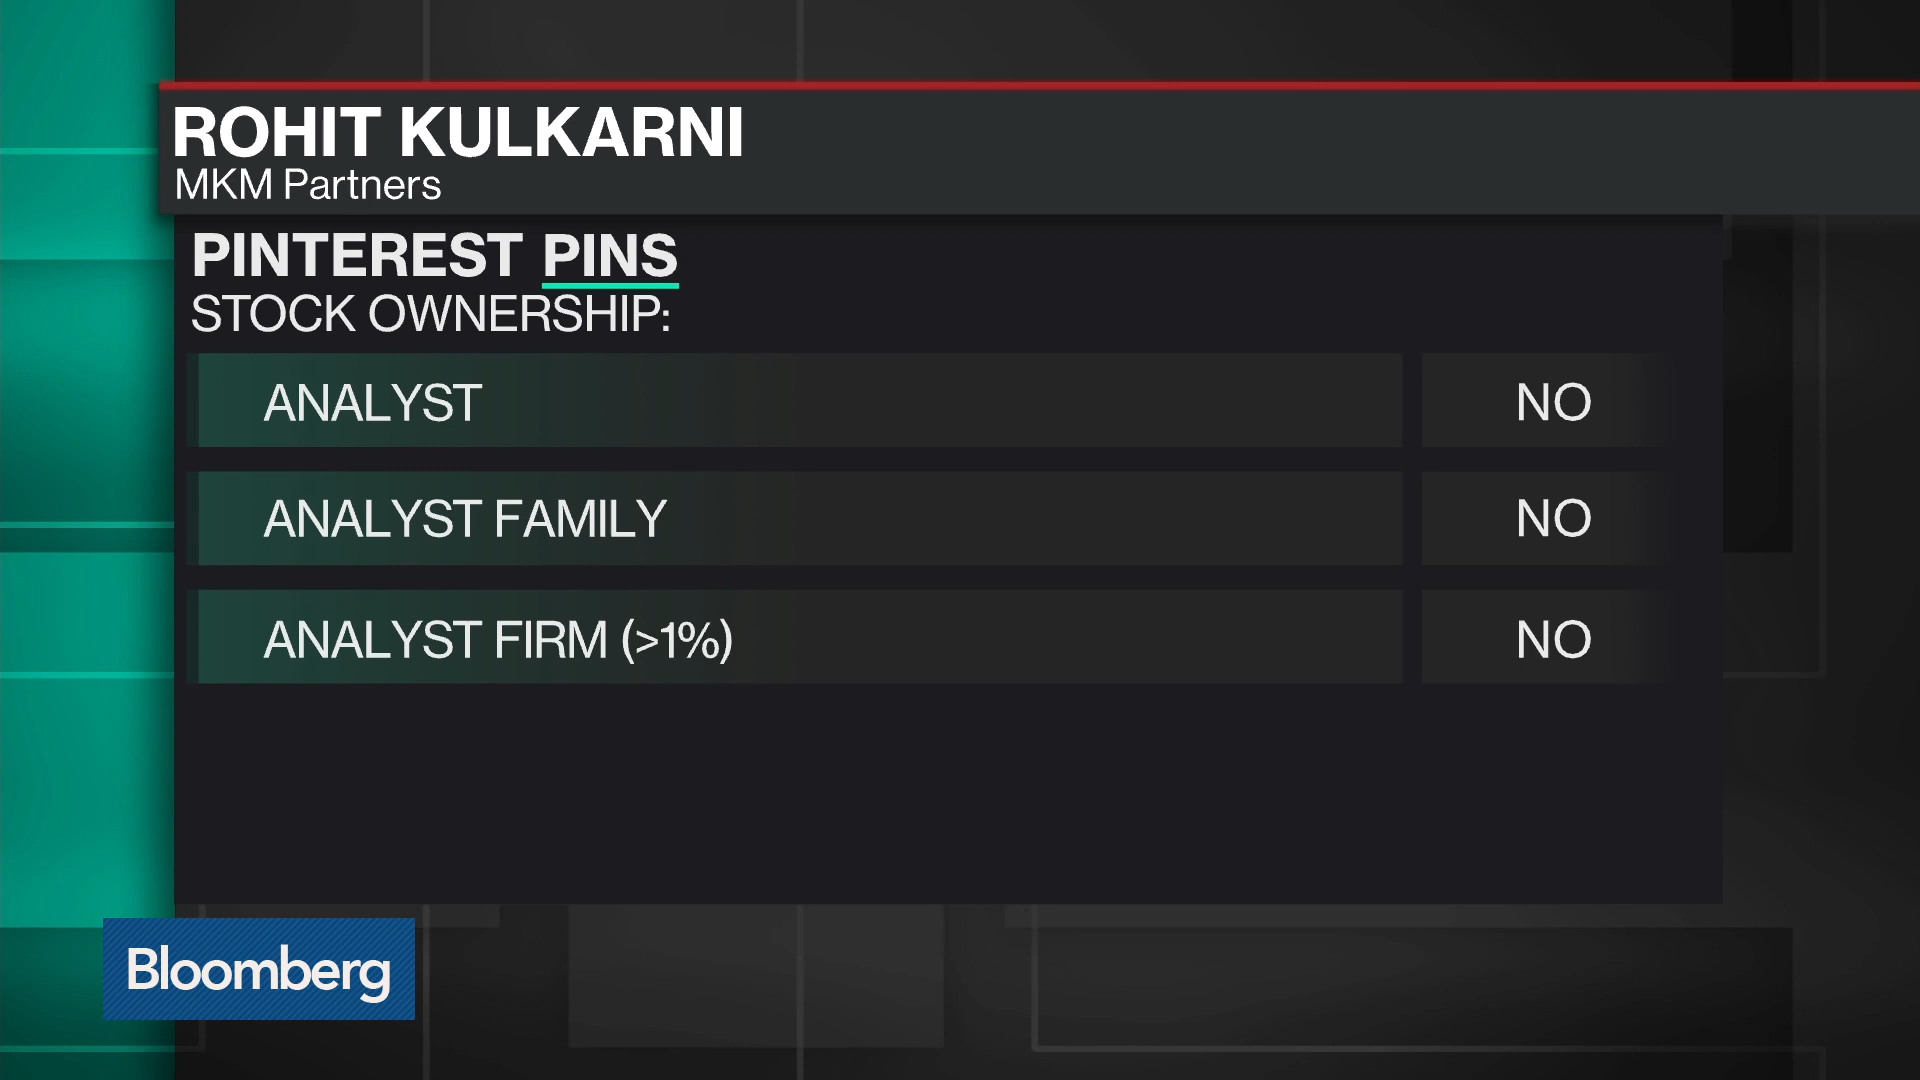 ROHIT KULKARNI
MKM Partners
PINTEREST PINS
STOCK OWNERSHIP:
ANALYST NO
ANALYST FAMILY NO
ANALYST FIRM (>1%) NO
Bloomberg